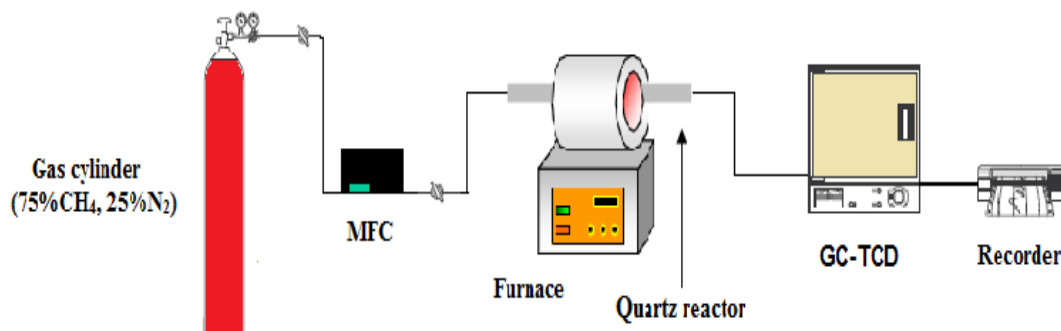 Gas cylinder
(75%CH₄, 25%N₂)
MFC
Furnace
Quartz reactor
GC-TCD
Recorder